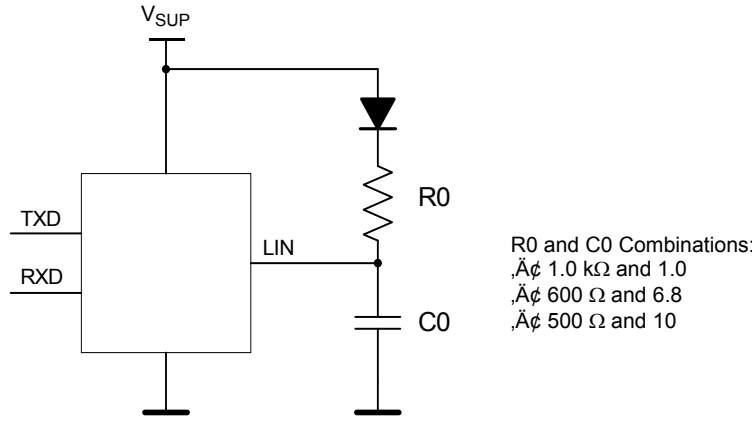 VSUP
R0
TXD
LIN
RXD
C0
R0 and C0 Combinations:
‚Ä¢ 1.0 kΩ and 1.0
‚Ä¢ 600 Ω and 6.8
‚Ä¢ 500 Ω and 10